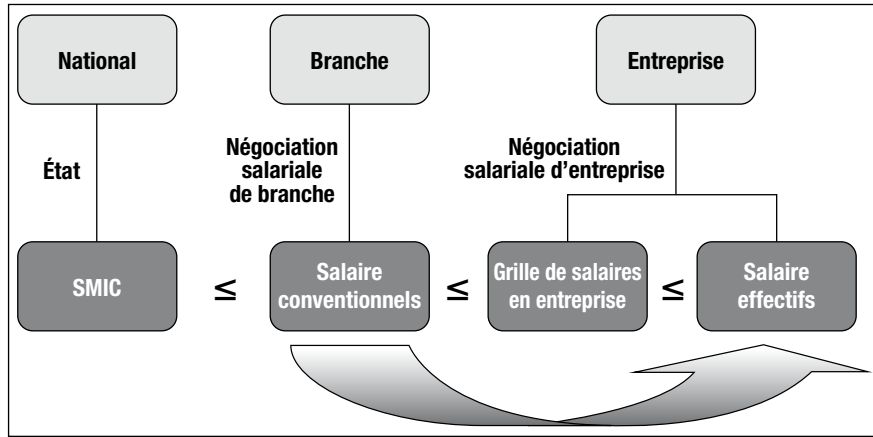 National
Branche
Entreprise
État
Négociation
salariale
de branche
Négociation
salariale d'entreprise
SMIC
≤
Salaire
conventionnels
≤
Grille de salaires
en entreprise
≤
Salaire
effectifs